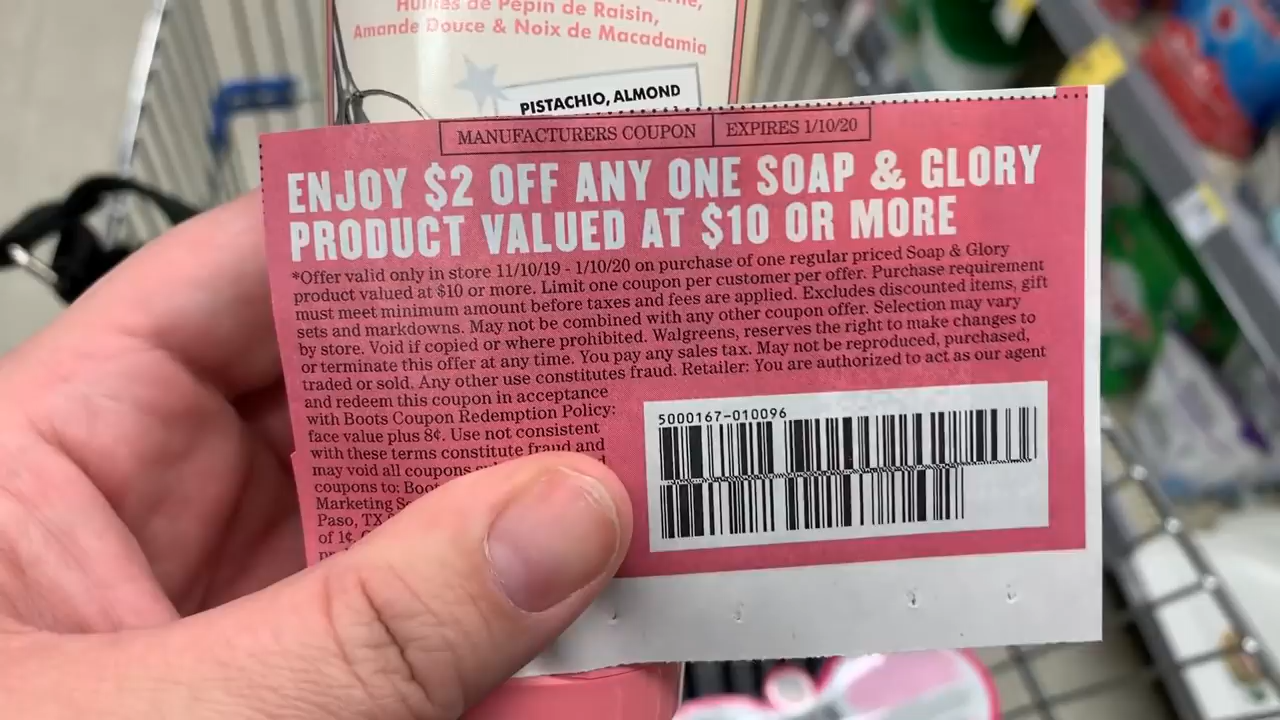 Huiles de Pépin de Raisin,
Amande Douce & Noix de Macadamia
PISTACHIO, ALMOND
MANUFACTURERS COUPON EXPIRES 1/10/20
ENJOY $2 OFF ANY ONE SOAP & GLORY
PRODUCT VALUED AT $10 OR MORE
*Offer valid only in store 11/10/19 - 1/10/20 on purchase of one regular priced Soap & Glory
product valued at $10 or more. Limit one coupon per customer per offer. Purchase requirement
must meet minimum amount before taxes and fees are applied. Excludes discounted items, gift
sets and markdowns. May not be combined with any other coupon offer. Selection may vary
by store. Void if copied or where prohibited. Walgreens, reserves the right to make changes to
or terminate this offer at any time. You pay any sales tax. May not be reproduced, purchased,
traded or sold. Any other use constitutes fraud. Retailer: You are authorized to act as our agent
and redeem this coupon in acceptance
with Boots Coupon Redemption Policy:
face value plus 8¢. Use not consistent
with these terms constitute fraud and
may void all coupons
coupons to: Boot
Marketing
Paso, TX
of 1¢.
5000167-010096